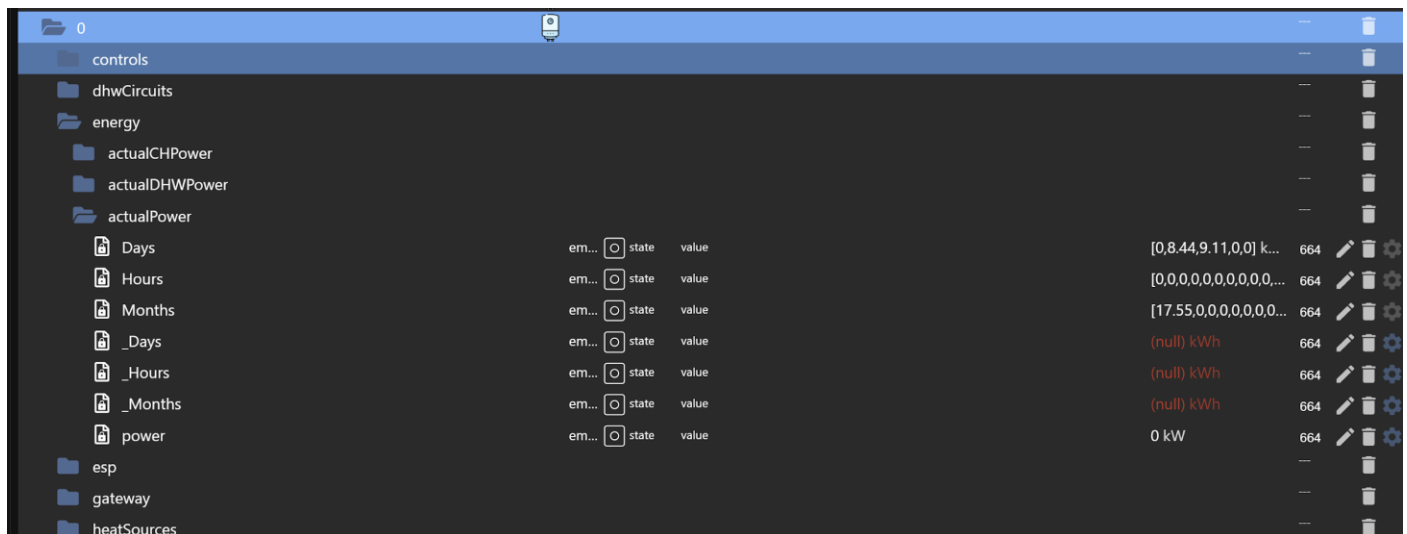 0 ---
controls ---
dhwCircuits ---
energy ---
actualCHPower ---
actualDHWPower ---
actualPower ---
Days em... state value [0,8.44,9.11,0,0] k... 664
Hours em... state value [0,0,0,0,0,0,0,0,0,0,... 664
Months em... state value [17.55,0,0,0,0,0,0,0... 664
_Days em... state value (null) kWh 664
_Hours em... state value (null) kWh 664
_Months em... state value (null) kWh 664
power em... state value 0 kW 664
esp ---
gateway ---
heatSources ---